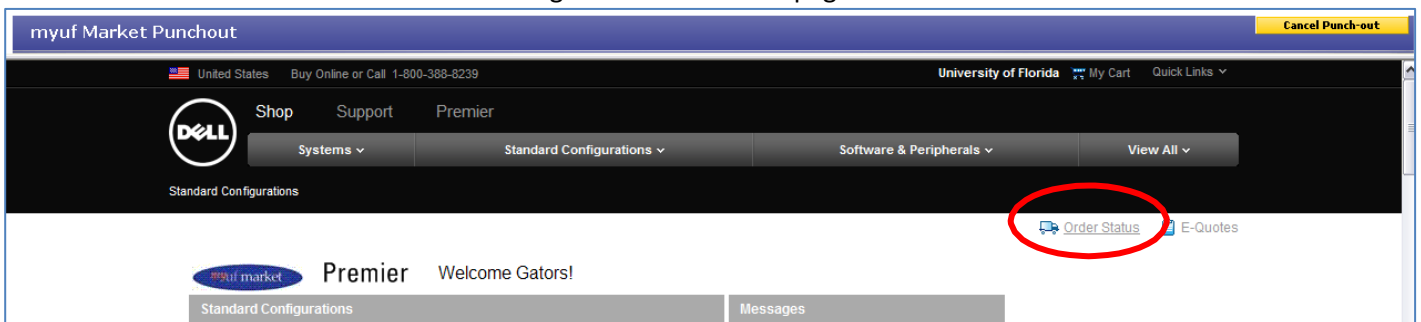 myuf Market Punchout
Cancel Punch-out
United States Buy Online or Call 1-800-388-8239
University of Florida My Cart Quick Links
DELL
Shop Support Premier
Systems Standard Configurations Software & Peripherals View All
Standard Configurations
Order Status E-Quotes
myuf market Premier Welcome Gators!
Standard Configurations Messages